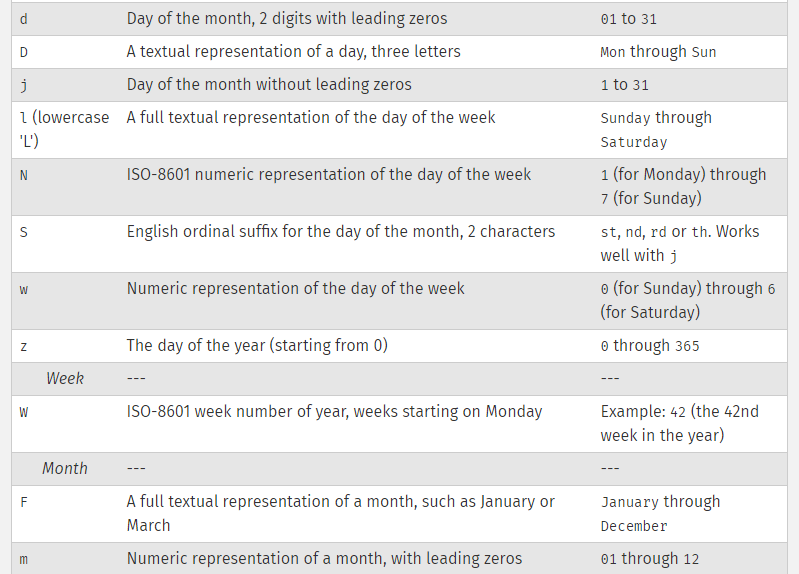 d Day of the month, 2 digits with leading zeros 01 to 31
D A textual representation of a day, three letters Mon through Sun
j Day of the month without leading zeros 1 to 31
l (lowercase A full textual representation of the day of the week Sunday through
'L') Saturday
N ISO-8601 numeric representation of the day of the week 1 (for Monday) through
7 (for Sunday)
S English ordinal suffix for the day of the month, 2 characters st, nd, rd or th. Works
well with j
w Numeric representation of the day of the week 0 (for Sunday) through 6
(for Saturday)
z The day of the year (starting from 0) 0 through 365
Week --- ---
W ISO-8601 week number of year, weeks starting on Monday Example: 42 (the 42nd
week in the year)
Month --- ---
F A full textual representation of a month, such as January or January through
March December
m Numeric representation of a month, with leading zeros 01 through 12